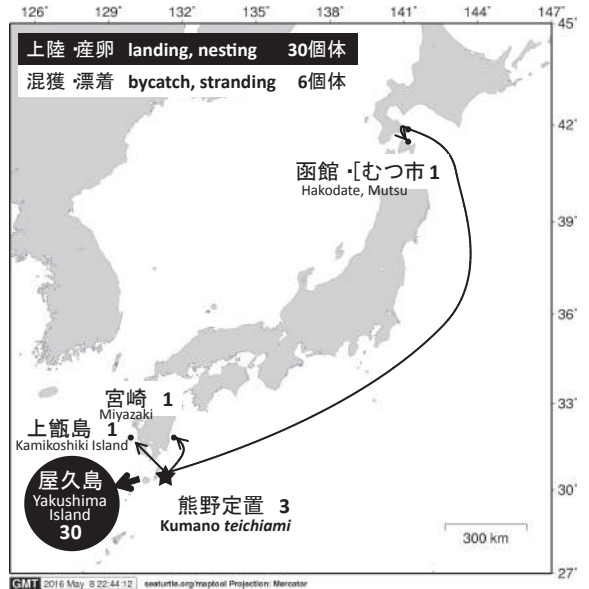 126° 129° 132° 135° 138° 141° 144° 147°
45°
上陸・産卵 landing, nesting 30個体
混獲・漂着 bycatch, stranding 6個体
42°
函館・[むつ市 1
Hakodate, Mutsu
39°
36°
33°
宮崎 1
Miyazaki
上甑島 1
Kamikoshiki Island
屋久島
Yakushima
Island
30
30°
熊野定置 3
Kumano teichiami
300 km
27°
GMT 2016 May 8 22:44:12 seaturtle.org/maptool Projection: Mercator